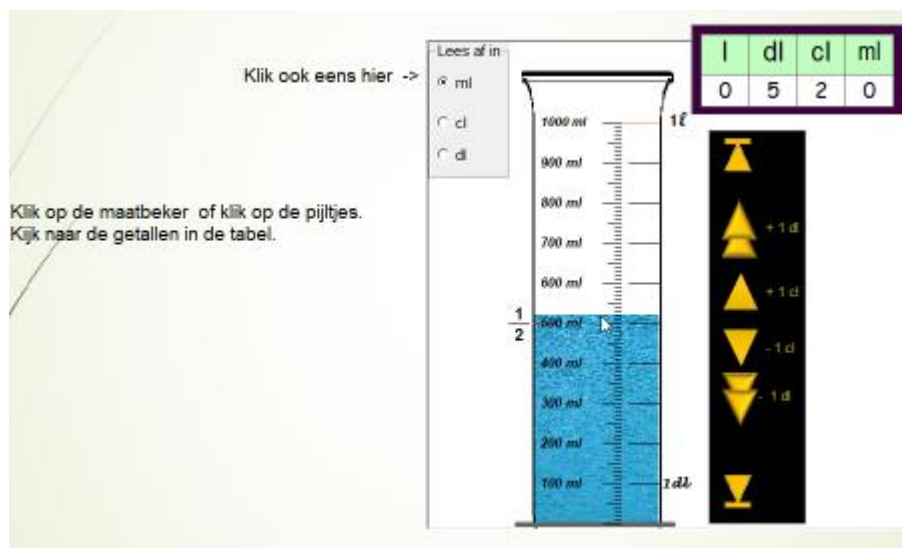 Lees af in
Klik ook eens hier ->
ml
cl
dl
l dl cl ml
0 5 2 0
1000 ml
1ℓ
900 ml
800 ml
Klik op de maatbeker of klik op de pijltjes.
Kijk naar de getallen in de tabel.
700 ml
600 ml
1
2
500 ml
400 ml
300 ml
200 ml
100 ml
1 dl
+ 1 dl
+ 1 cl
- 1 cl
- 1 dl